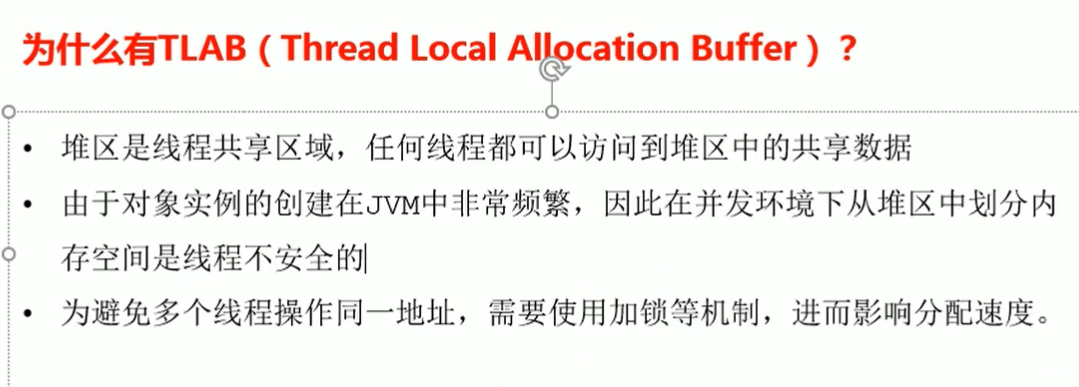 为什么有TLAB（Thread Local Allocation Buffer）？
• 堆区是线程共享区域，任何线程都可以访问到堆区中的共享数据
• 由于对象实例的创建在JVM中非常频繁，因此在并发环境下从堆区中划分内
存空间是线程不安全的
• 为避免多个线程操作同一地址，需要使用加锁等机制，进而影响分配速度。